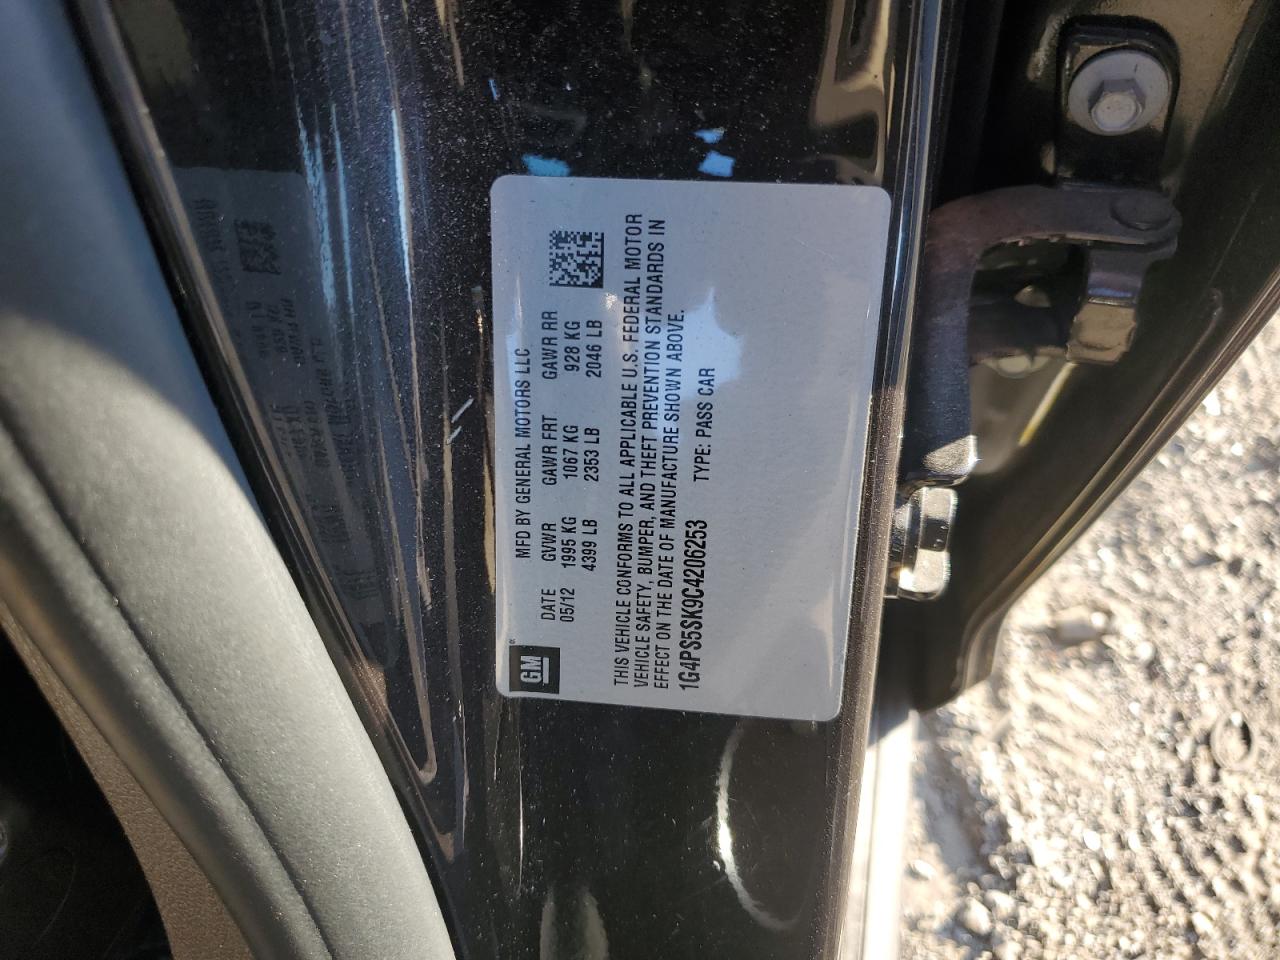 GM
MFD BY GENERAL MOTORS LLC
DATE GVWR GAWR FRT GAWR RR
05/12 1995 KG 1067 KG 928 KG
4399 LB 2353 LB 2046 LB
THIS VEHICLE CONFORMS TO ALL APPLICABLE U.S. FEDERAL MOTOR
VEHICLE SAFETY, BUMPER, AND THEFT PREVENTION STANDARDS IN
EFFECT ON THE DATE OF MANUFACTURE SHOWN ABOVE.
1G4PS5SK9C4206253 TYPE: PASS CAR